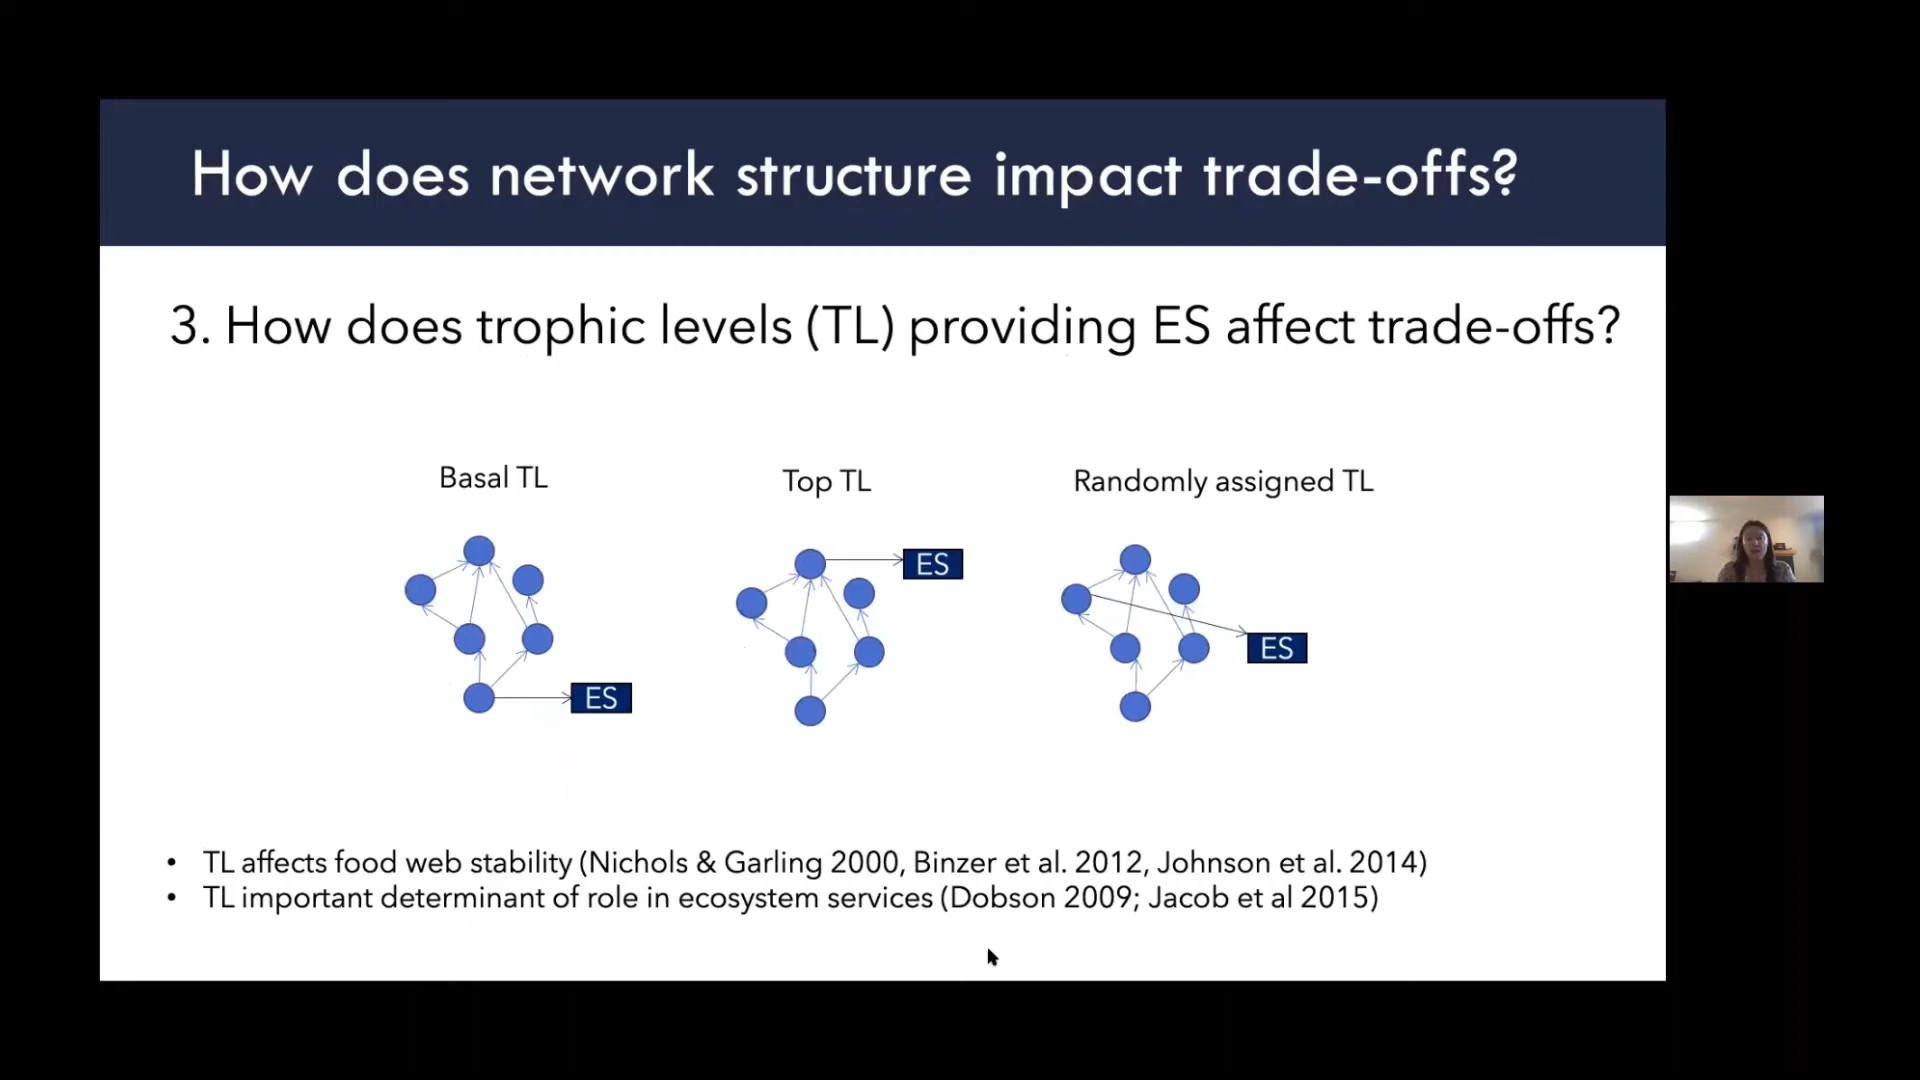 How does network structure impact trade-offs?
3. How does trophic levels (TL) providing ES affect trade-offs?
Basal TL
Top TL
Randomly assigned TL
ES
ES
ES
• TL affects food web stability (Nichols & Garling 2000, Binzer et al. 2012, Johnson et al. 2014)
• TL important determinant of role in ecosystem services (Dobson 2009; Jacob et al 2015)